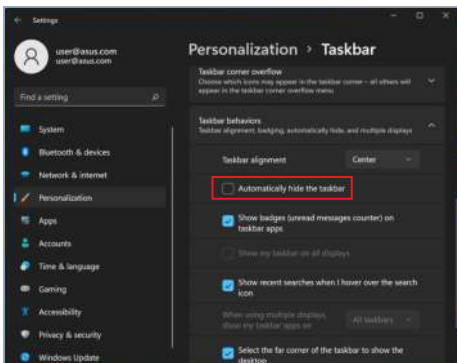 Settings
user@asus.com
user@asus.com
Find a setting
System
Bluetooth & devices
Network & internet
Personalization
Apps
Accounts
Time & language
Gaming
Accessibility
Privacy & security
Windows Update
Personalization > Taskbar
Taskbar corner overflow
Choose which icons may appear in the taskbar corner – all others will
appear in the taskbar corner overflow menu
Taskbar behaviors
Taskbar alignment, badging, automatically hide, and multiple displays
Taskbar alignment
Center
Automatically hide the taskbar
Show badges (unread messages counter) on
taskbar apps
Show my taskbar on all displays
Show recent searches when I hover over the search
icon
When using multiple displays,
show my taskbar apps on
All taskbars
Select the far corner of the taskbar to show the
desktop